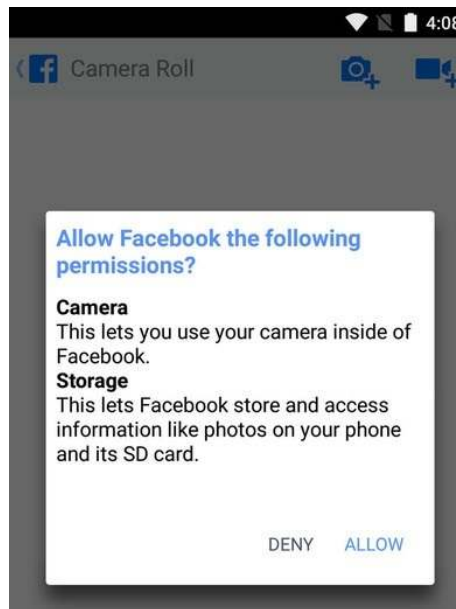 4:08
Camera Roll
Allow Facebook the following
permissions?
Camera
This lets you use your camera inside of
Facebook.
Storage
This lets Facebook store and access
information like photos on your phone
and its SD card.
DENY ALLOW